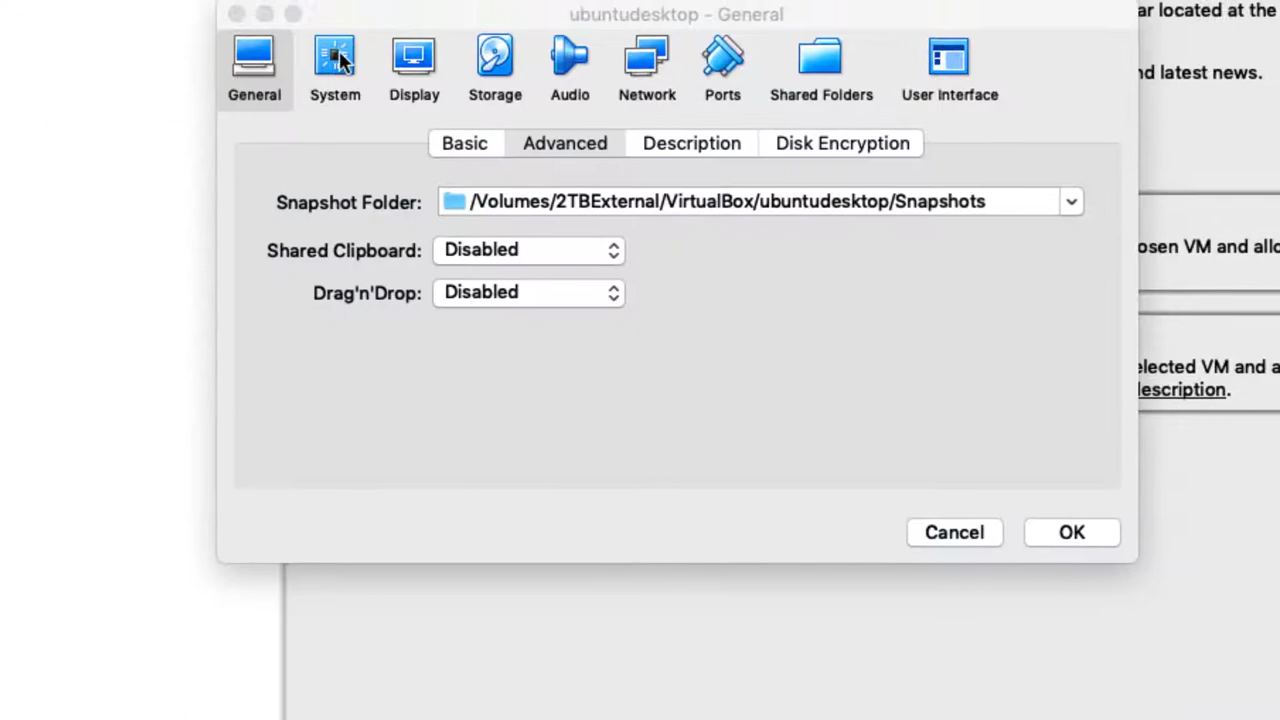 ubuntudesktop - General
General System Display Storage Audio Network Ports Shared Folders User Interface
Basic Advanced Description Disk Encryption
Snapshot Folder: /Volumes/2TBExternal/VirtualBox/ubuntudesktop/Snapshots
Shared Clipboard: Disabled
Drag'n'Drop: Disabled
Cancel OK
ar located at the
nd latest news.
osen VM and allo
elected VM and a
escription.